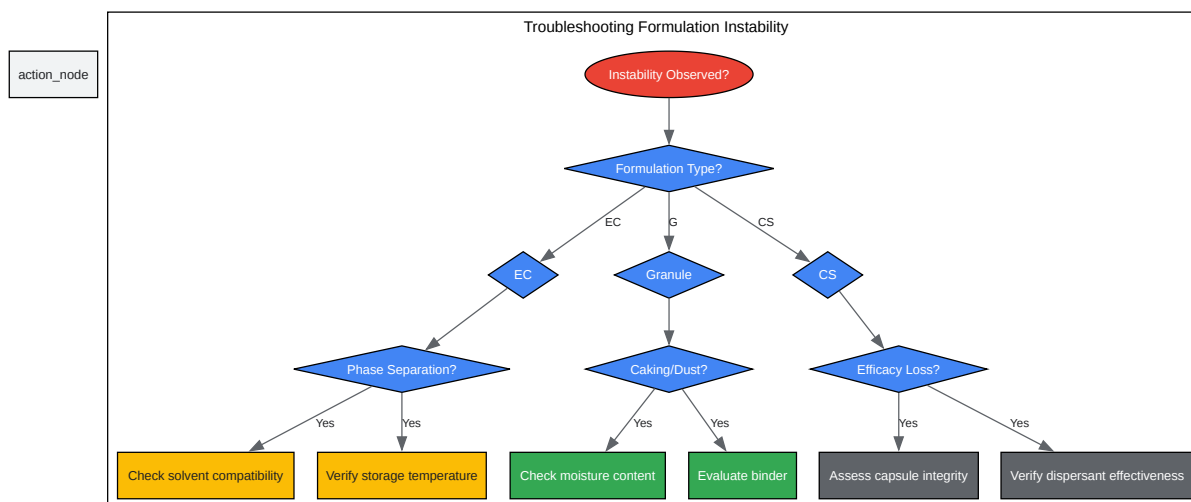 Troubleshooting Formulation Instability
action_node
Instability Observed?
Formulation Type?
EC
G
CS
EC
Granule
CS
Phase Separation?
Caking/Dust?
Efficacy Loss?
Yes
Yes
Yes
Yes
Yes
Yes
Check solvent compatibility
Verify storage temperature
Check moisture content
Evaluate binder
Assess capsule integrity
Verify dispersant effectiveness